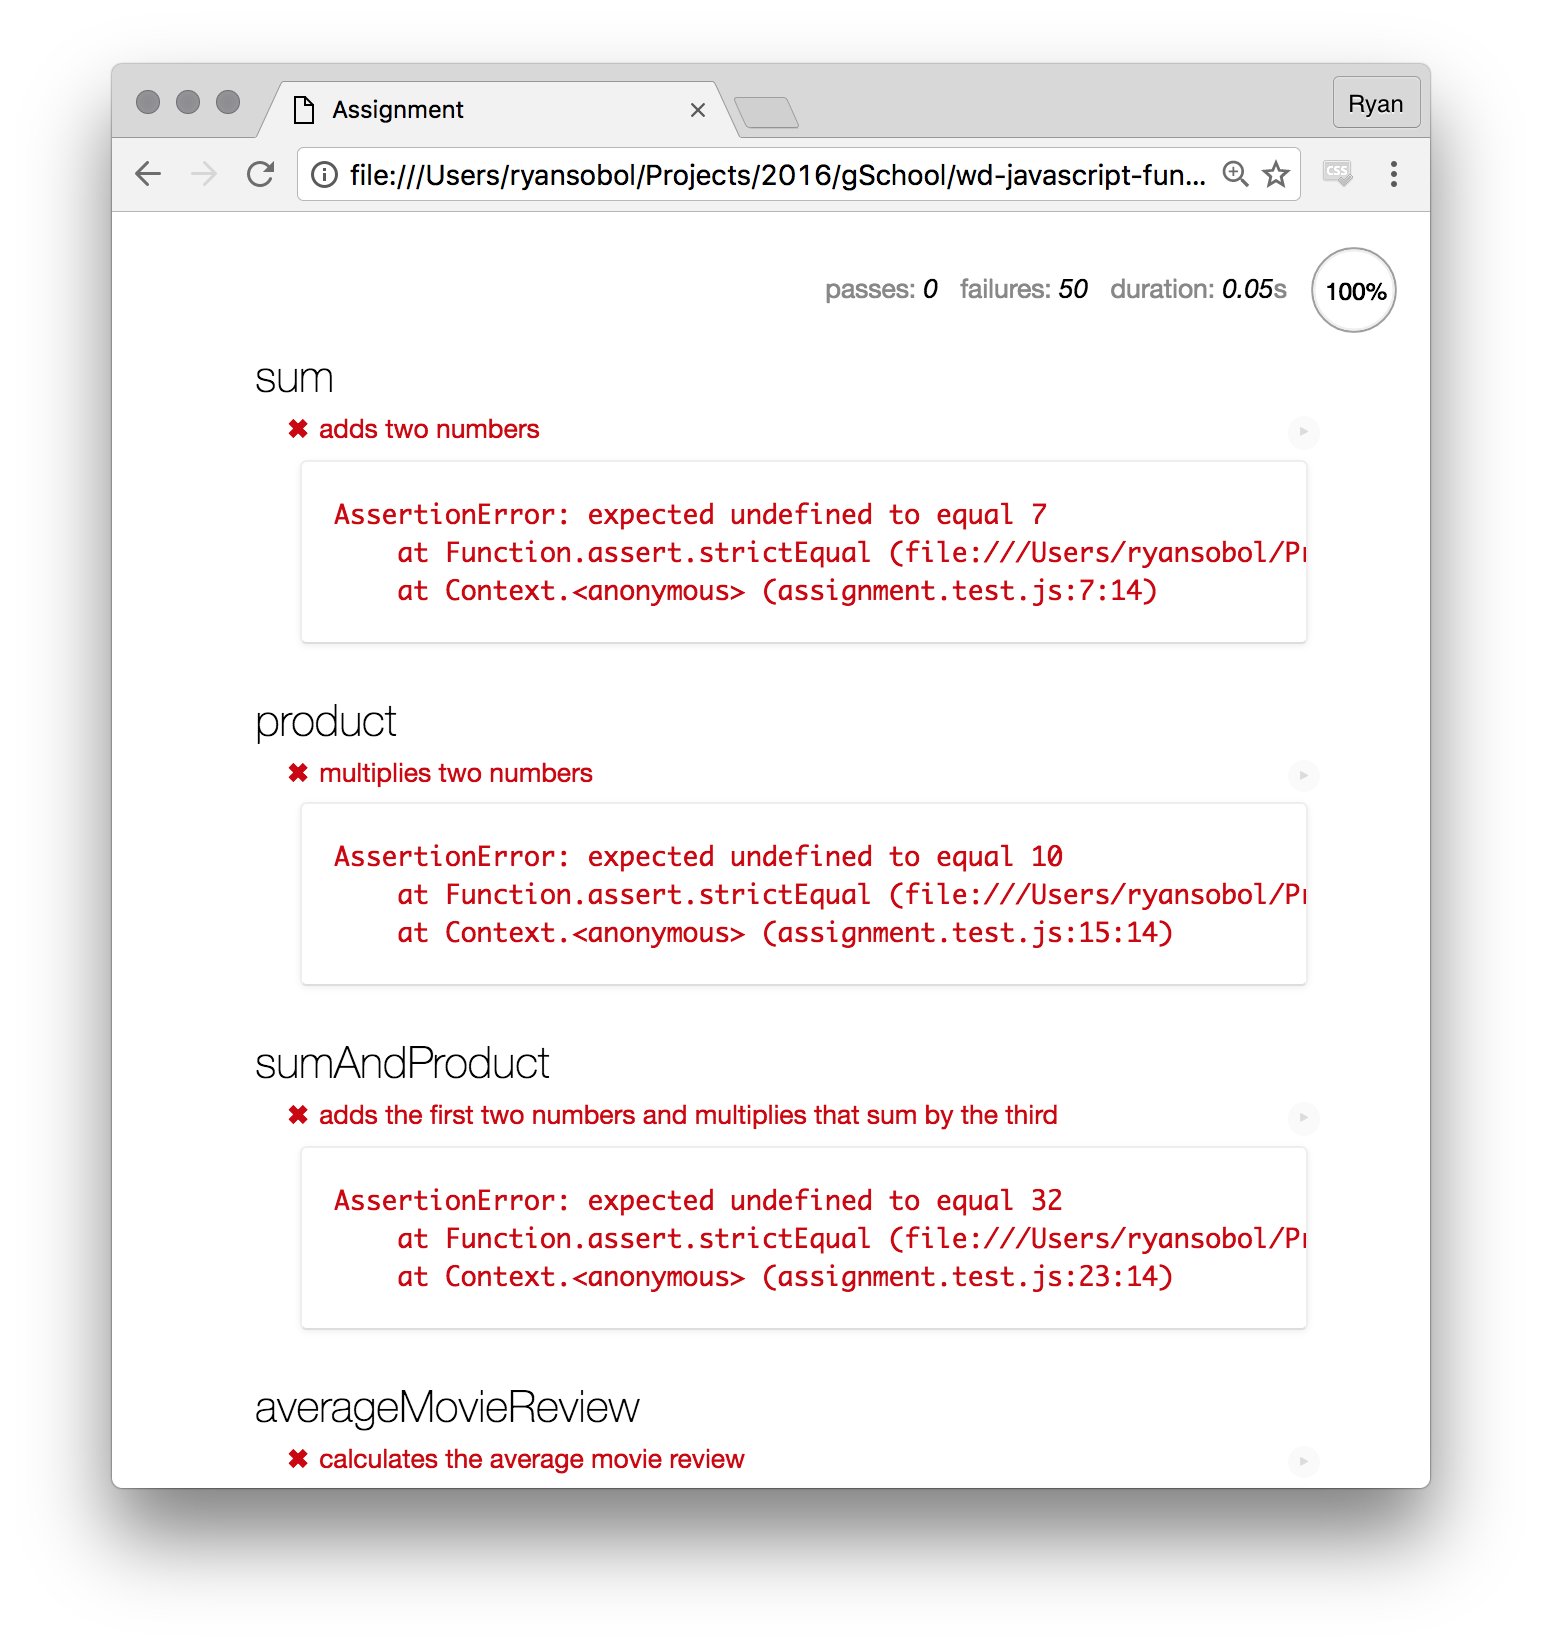 Assignment
Ryan
file:///Users/ryansobol/Projects/2016/gSchool/wd-javascript-fun...
CSS
passes: 0 failures: 50 duration: 0.05s 100%
sum
✖ adds two numbers
AssertionError: expected undefined to equal 7
at Function.assert.strictEqual (file:///Users/ryansobol/Pr
at Context.<anonymous> (assignment.test.js:7:14)
product
✖ multiplies two numbers
AssertionError: expected undefined to equal 10
at Function.assert.strictEqual (file:///Users/ryansobol/Pr
at Context.<anonymous> (assignment.test.js:15:14)
sumAndProduct
✖ adds the first two numbers and multiplies that sum by the third
AssertionError: expected undefined to equal 32
at Function.assert.strictEqual (file:///Users/ryansobol/Pr
at Context.<anonymous> (assignment.test.js:23:14)
averageMovieReview
✖ calculates the average movie review